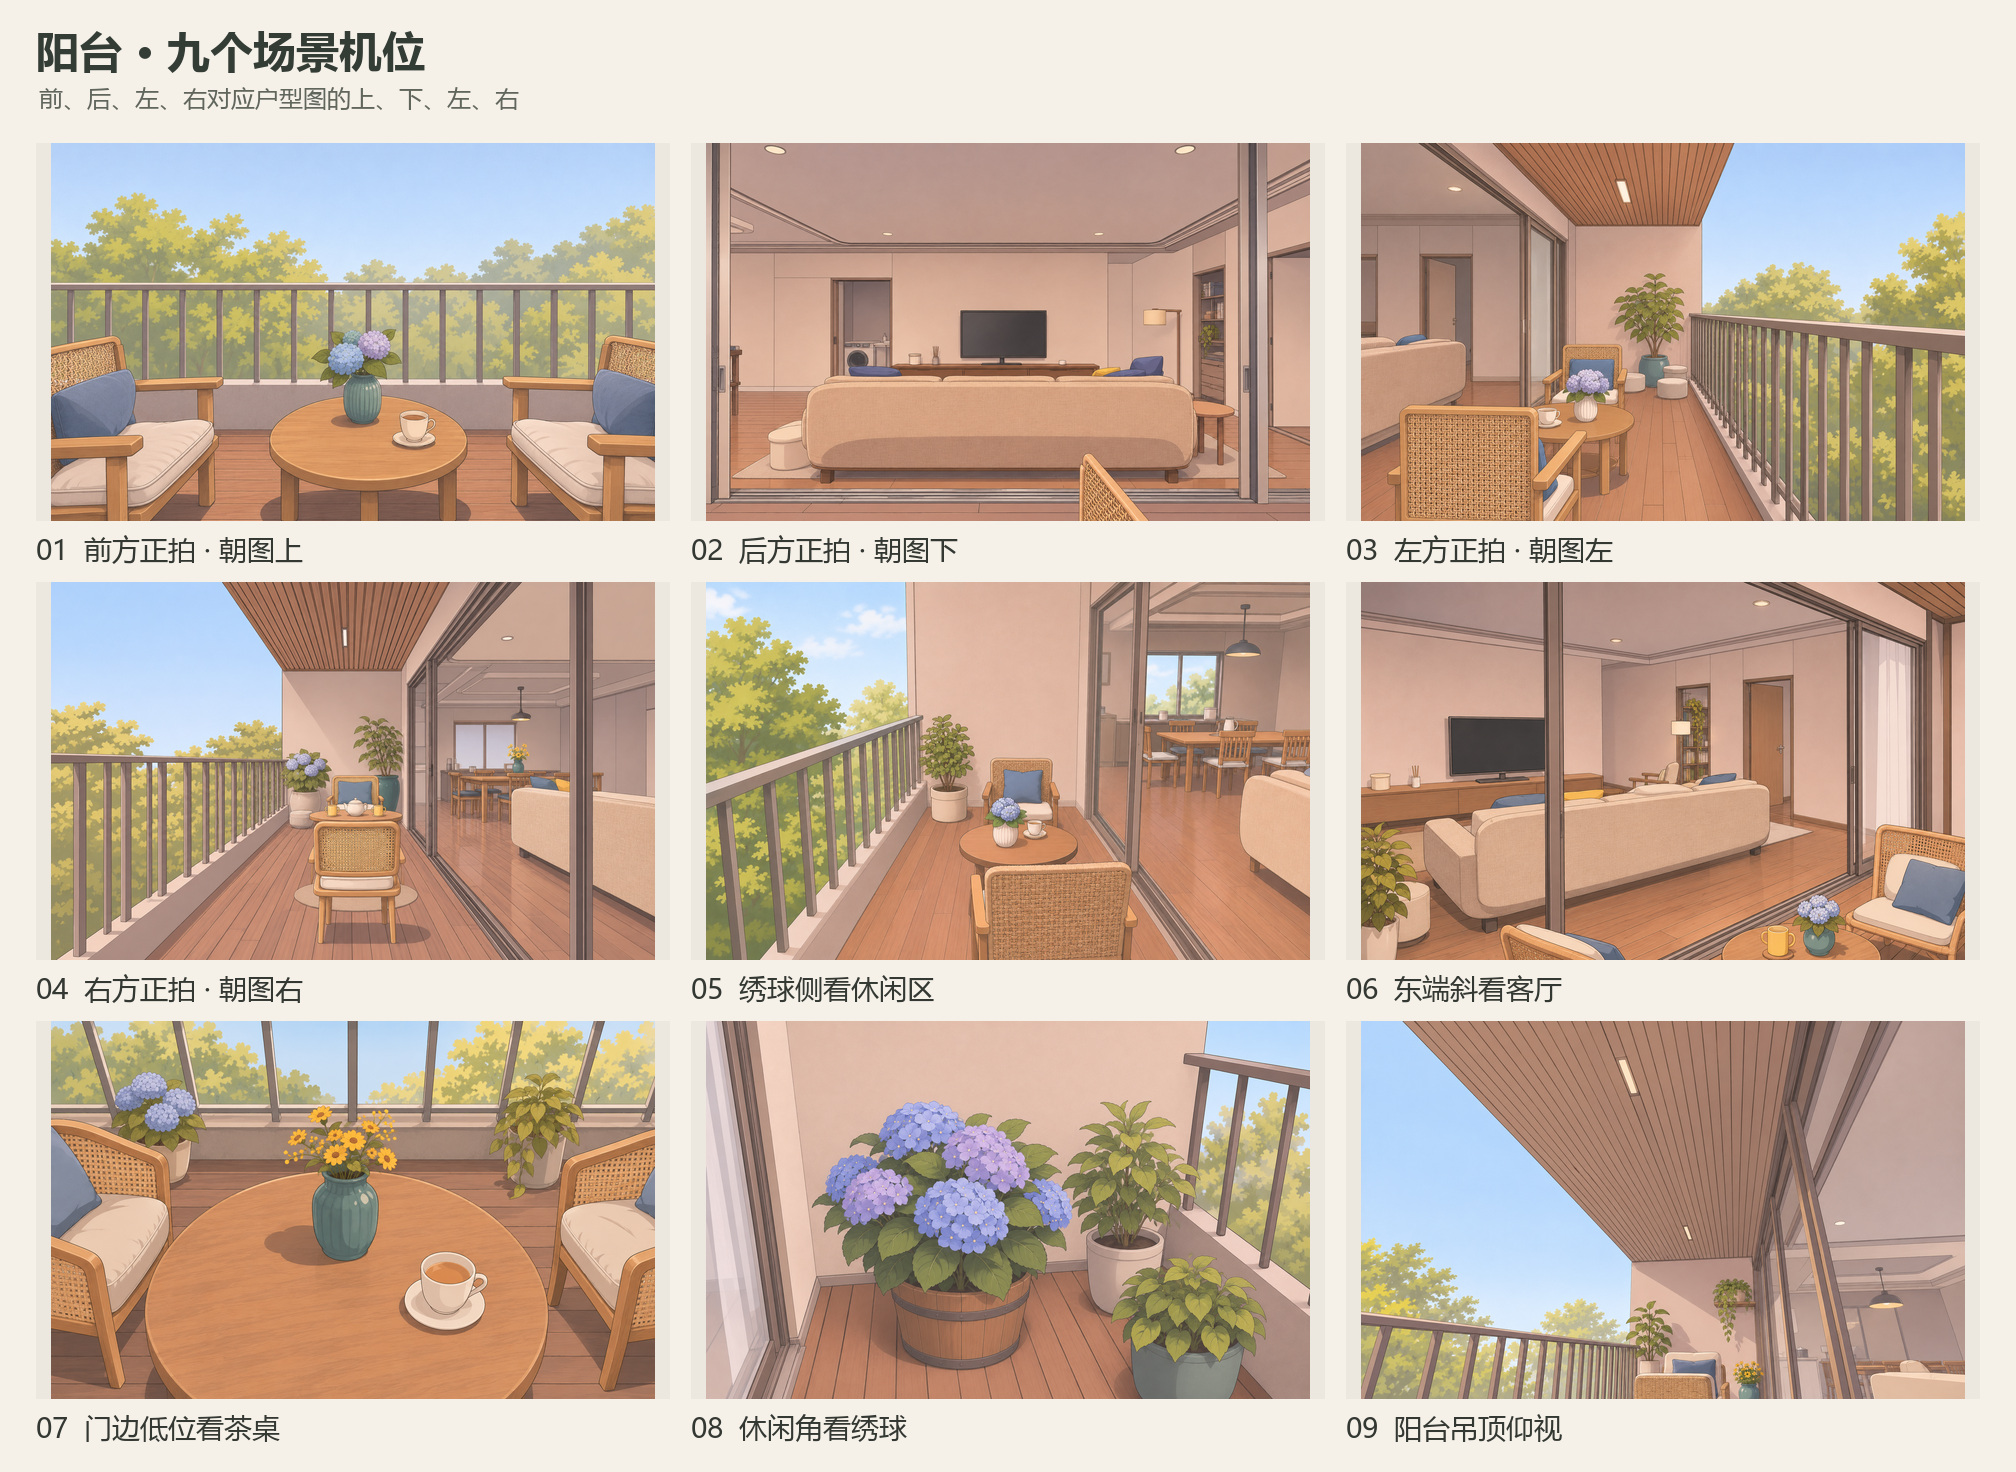 阳台·九个场景机位
前、后、左、右对应户型图的上、下、左、右
01 前方正拍·朝图上
02 后方正拍·朝图下
03 左方正拍·朝图左
04 右方正拍·朝图右
05 绣球侧看休闲区
06 东端斜看客厅
07 门边低位看茶桌
08 休闲角看绣球
09 阳台吊顶仰视